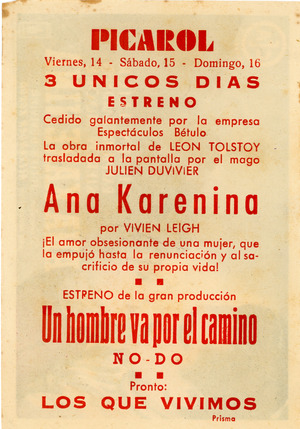 PICAROL
Viernes, 14 - Sábado, 15 - Domingo, 16
3 UNICOS DIAS
ESTRENO
Cedido galantemente por la empresa
Espectáculos Bétulo
La obra inmortal de LEON TOLSTOY
trasladada a la pantalla por el mago
JULIEN DUVIVIER
Ana Karenina
por VIVIEN LEIGH
¡El amor obsesionante de una mujer, que
la empujó hasta la renunciación y al sa-
crificio de su propia vida!
ESTRENO de la gran producción
Un hombre va por el camino
NO-DO
Pronto:
LOS QUE VIVIMOS
Prisma